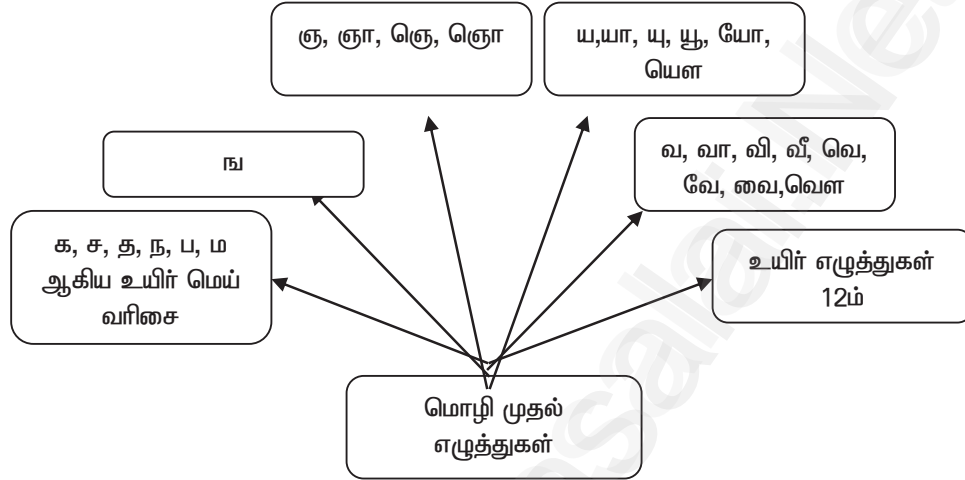 ஞ, ஞா, ஞெ, ஞொ
ய,யா, யு, யூ, யோ,
யௌ
ங
வ, வா, வி, வீ, வெ,
வே, வை,வெள
க, ச, த, ந, ப, ம
ஆகிய உயிர் மெய்
வரிசை
உயிர் எழுத்துகள்
12ம்
மொழி முதல்
எழுத்துகள்